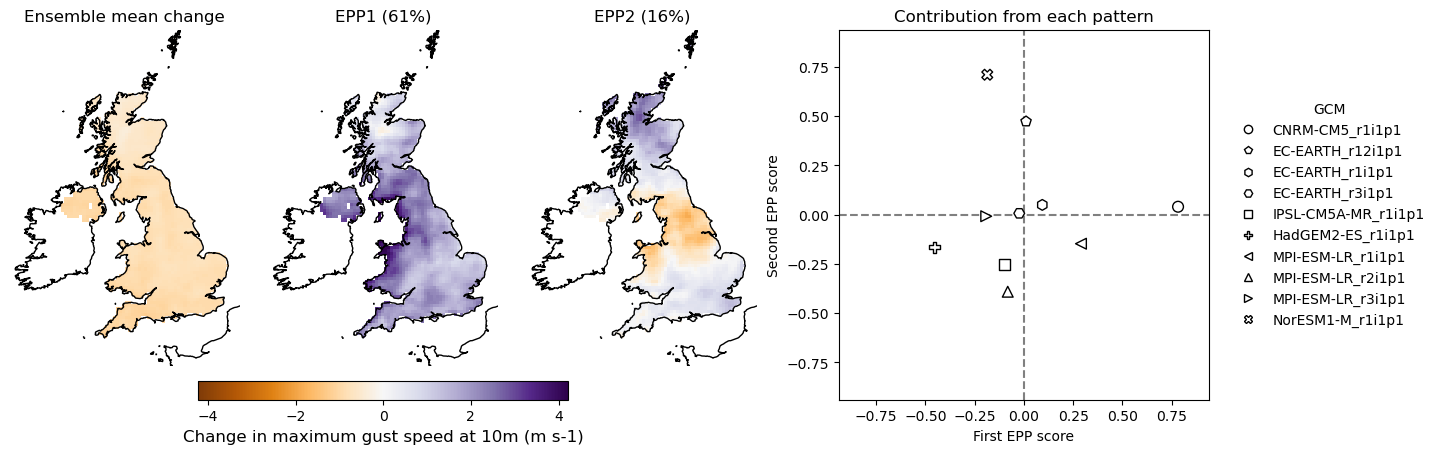 Ensemble mean change
EPP1 (61%)
EPP2 (16%)
−4
−2
0
2
4
Change in maximum gust speed at 10m (m s-1)
Contribution from each pattern
Second EPP score
0.75
0.50
0.25
0.00
−0.25
−0.50
−0.75
−0.75
−0.50
−0.25
0.00
0.25
0.50
0.75
First EPP score
GCM
CNRM-CM5_r1i1p1
EC-EARTH_r12i1p1
EC-EARTH_r1i1p1
EC-EARTH_r3i1p1
IPSL-CM5A-MR_r1i1p1
HadGEM2-ES_r1i1p1
MPI-ESM-LR_r1i1p1
MPI-ESM-LR_r2i1p1
MPI-ESM-LR_r3i1p1
NorESM1-M_r1i1p1